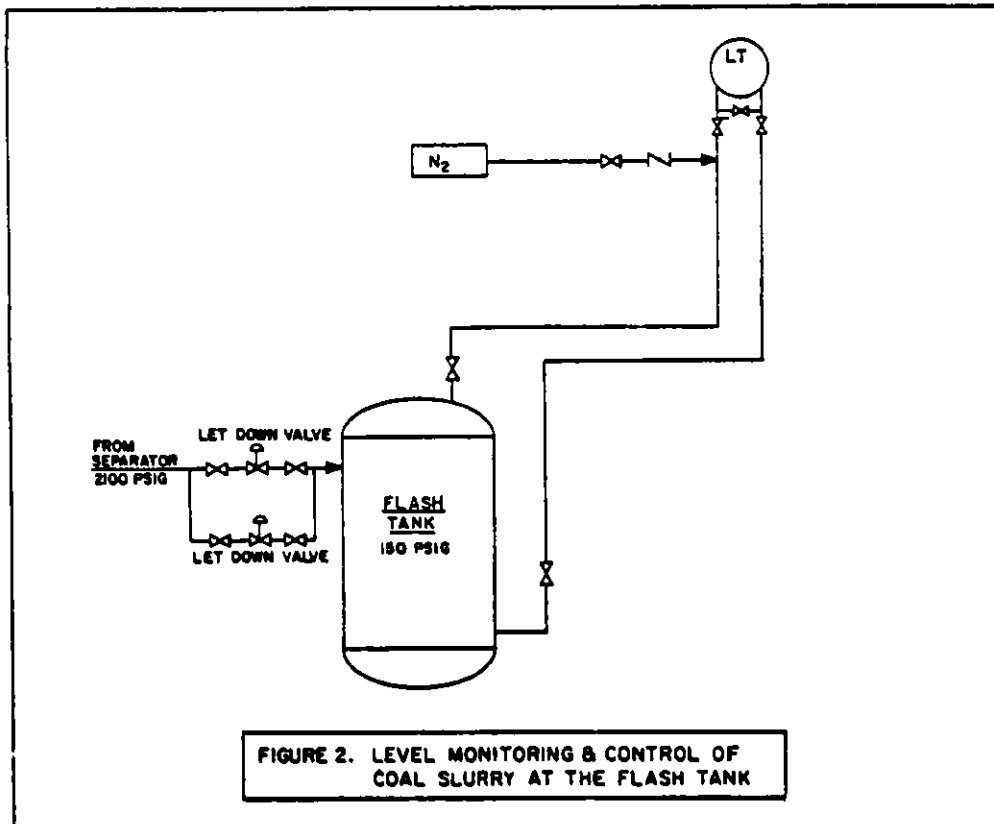 LT
N2
LET DOWN VALVE
FROM
SEPARATOR
2100 PSIG
LET DOWN VALVE
FLASH
TANK
150 PSIG
FIGURE 2. LEVEL MONITORING & CONTROL OF
COAL SLURRY AT THE FLASH TANK